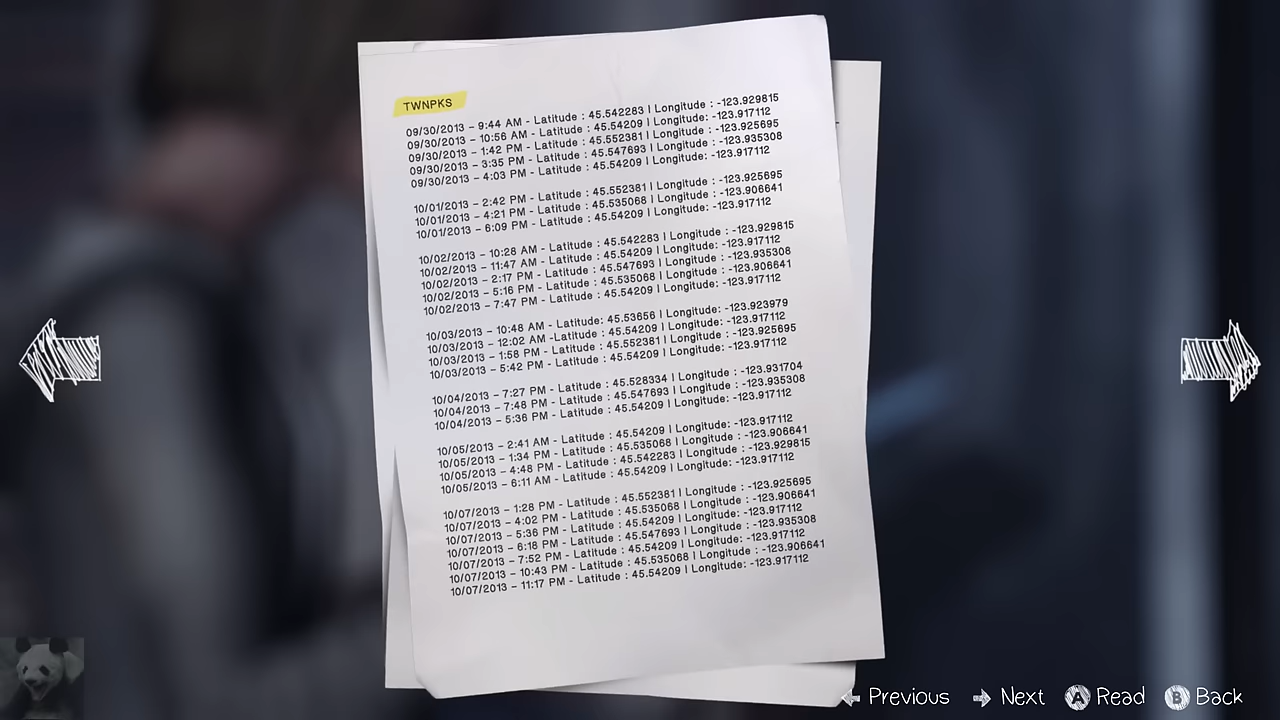 TWNPKS
09/30/2013 – 9:44 AM - Latitude : 45.542283 | Longitude : -123.929815
09/30/2013 – 10:56 AM - Latitude : 45.54209 | Longitude: -123.917112
09/30/2013 – 1:42 PM - Latitude : 45.552381 | Longitude : -123.925695
09/30/2013 – 3:35 PM - Latitude : 45.547693 | Longitude : -123.935308
09/30/2013 – 4:03 PM - Latitude : 45.54209 | Longitude: -123.917112
10/01/2013 – 2:42 PM - Latitude : 45.552381 | Longitude : -123.925695
10/01/2013 – 4:21 PM - Latitude : 45.535068 | Longitude : -123.906641
10/01/2013 – 6:09 PM - Latitude : 45.54209 | Longitude: -123.917112
10/02/2013 – 10:28 AM - Latitude : 45.542283 | Longitude : -123.929815
10/02/2013 – 11:47 AM - Latitude : 45.54209 | Longitude: -123.917112
10/02/2013 – 2:17 PM - Latitude : 45.547693 | Longitude : -123.935308
10/02/2013 – 5:16 PM - Latitude : 45.535068 | Longitude : -123.906641
10/02/2013 – 7:47 PM - Latitude : 45.54209 | Longitude: -123.917112
10/03/2013 – 10:48 AM - Latitude: 45.53656 | Longitude: -123.923979
10/03/2013 – 12:02 AM -Latitude : 45.54209 | Longitude: -123.917112
10/03/2013 – 1:58 PM - Latitude : 45.552381 | Longitude : -123.925695
10/03/2013 – 5:42 PM - Latitude : 45.54209 | Longitude: -123.917112
10/04/2013 – 7:27 PM - Latitude : 45.528334 | Longitude : -123.931704
10/04/2013 – 7:48 PM - Latitude : 45.547693 | Longitude : -123.935308
10/04/2013 – 5:36 PM - Latitude : 45.54209 | Longitude: -123.917112
10/05/2013 – 2:41 AM - Latitude : 45.54209 | Longitude: -123.917112
10/05/2013 – 1:34 PM - Latitude : 45.535068 | Longitude : -123.906641
10/05/2013 – 4:48 PM - Latitude : 45.542283 | Longitude : -123.929815
10/05/2013 – 6:11 AM - Latitude : 45.54209 | Longitude: -123.917112
10/07/2013 – 1:28 PM - Latitude : 45.552381 | Longitude : -123.925695
10/07/2013 – 4:02 PM - Latitude : 45.535068 | Longitude : -123.906641
10/07/2013 – 5:36 PM - Latitude : 45.54209 | Longitude: -123.917112
10/07/2013 – 6:18 PM - Latitude : 45.547693 | Longitude : -123.935308
10/07/2013 – 7:52 PM - Latitude : 45.54209 | Longitude: -123.917112
10/07/2013 – 10:43 PM - Latitude : 45.535068 | Longitude : -123.906641
10/07/2013 – 11:17 PM - Latitude : 45.54209 | Longitude: -123.917112
Previous Next A Read B Back